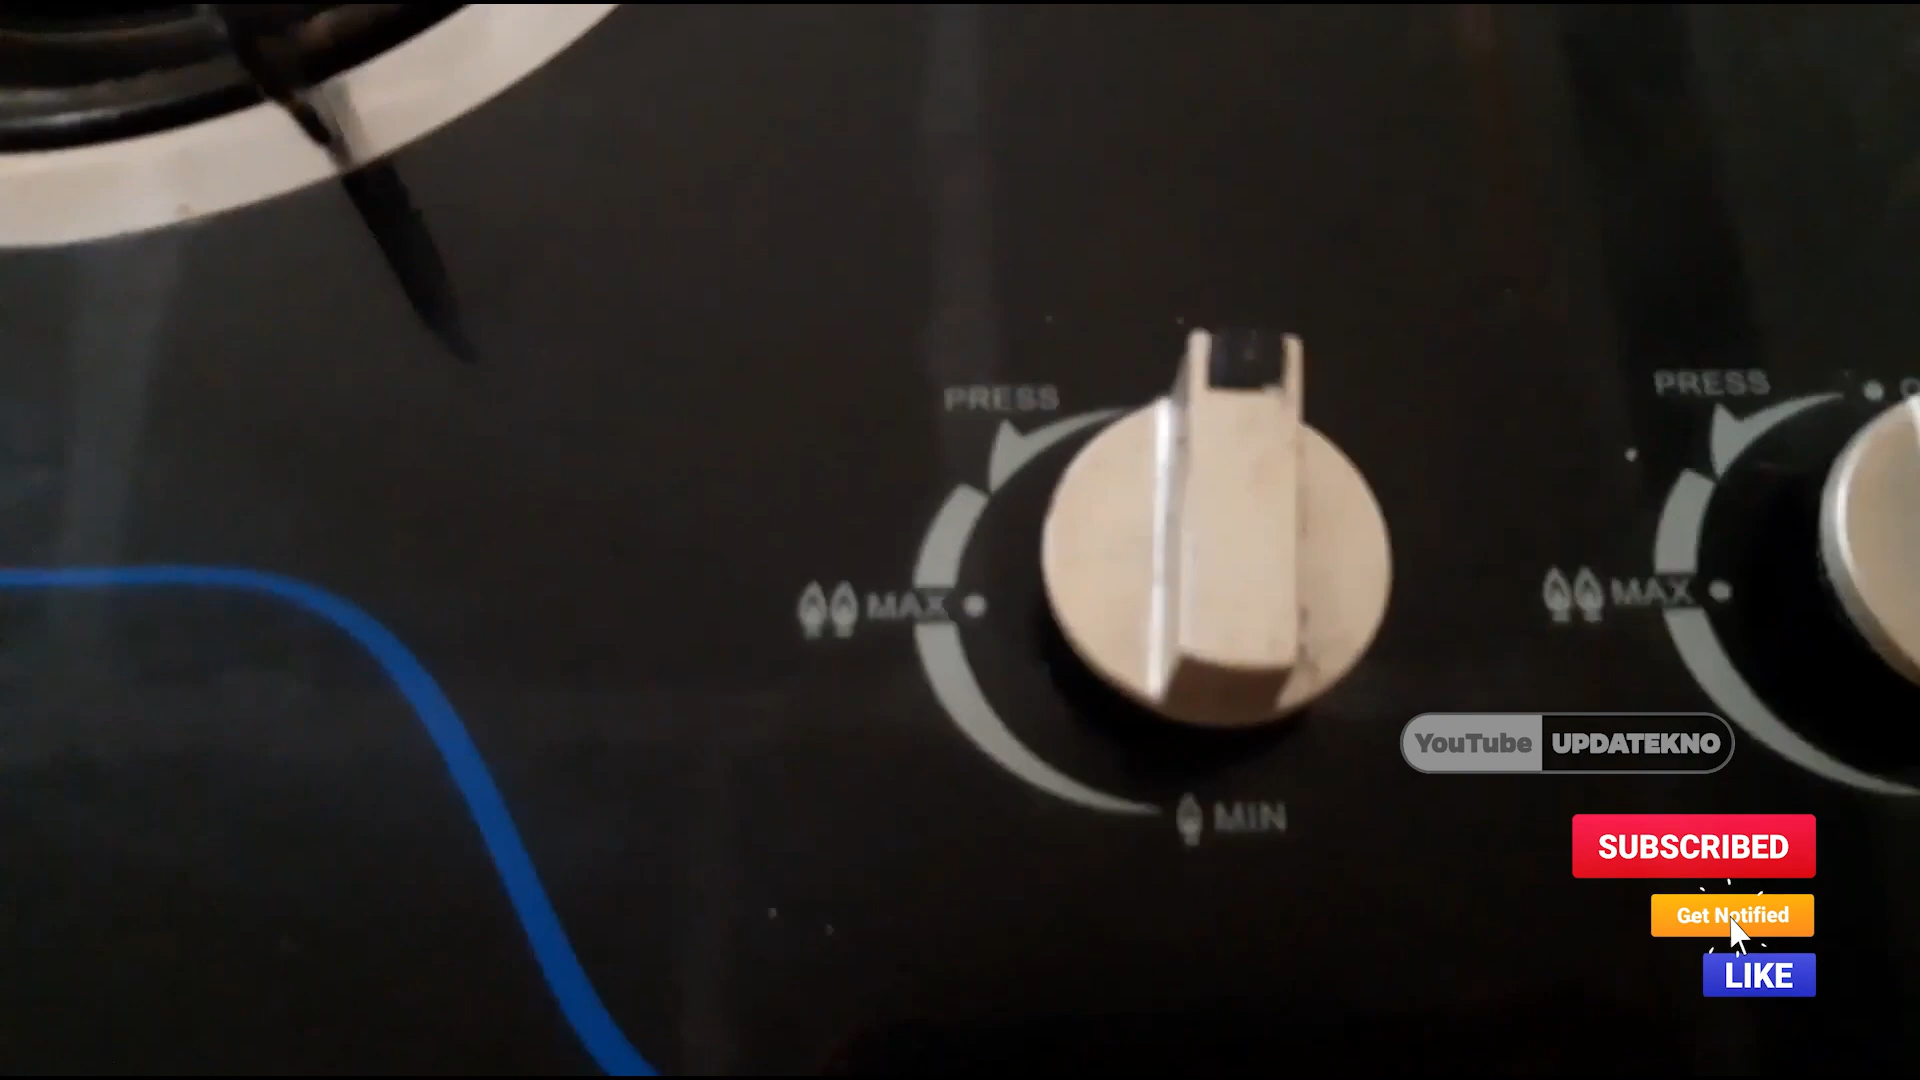 PRESS
MAX
MIN
PRESS
MAX
YouTube UPDATEKNO
SUBSCRIBED
Get Notified
LIKE